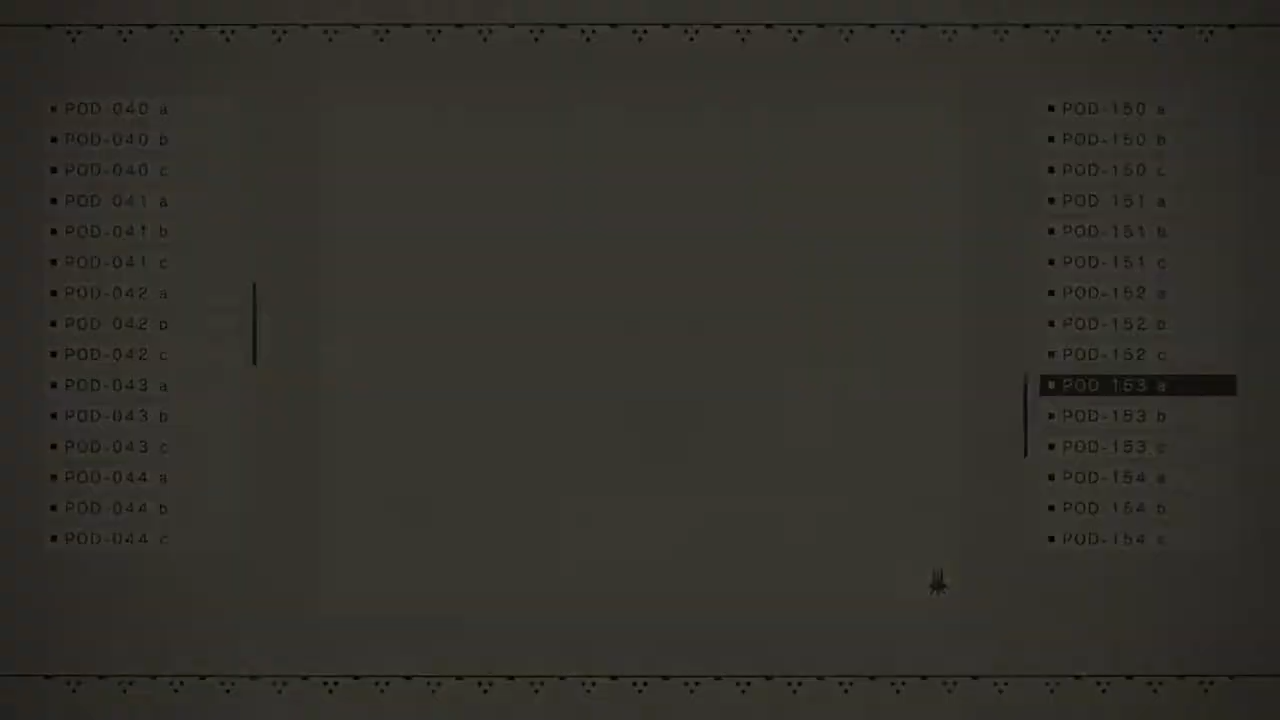 POD-040 a
POD-040 b
POD-040 c
POD-041 a
POD-041 b
POD-041 c
POD-042 a
POD-042 b
POD-042 c
POD-043 a
POD-043 b
POD-043 c
POD-044 a
POD-044 b
POD-044 c
POD-150 a
POD-150 b
POD-150 c
POD-151 a
POD-151 b
POD-151 c
POD-152 a
POD-152 b
POD-152 c
POD-153 a
POD-153 b
POD-153 c
POD-154 a
POD-154 b
POD-154 c